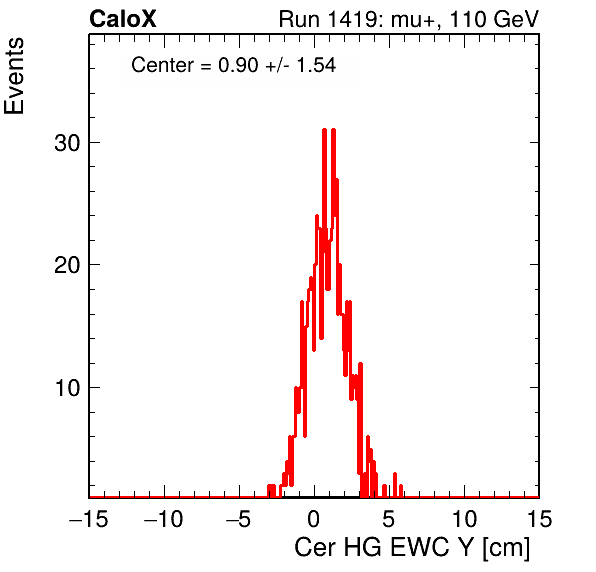 CaloX Run 1419: mu+, 110 GeV
Events
Center = 0.90 +/- 1.54
30
20
10
−15 −10 −5 0 5 10 15
Cer HG EWC Y [cm]